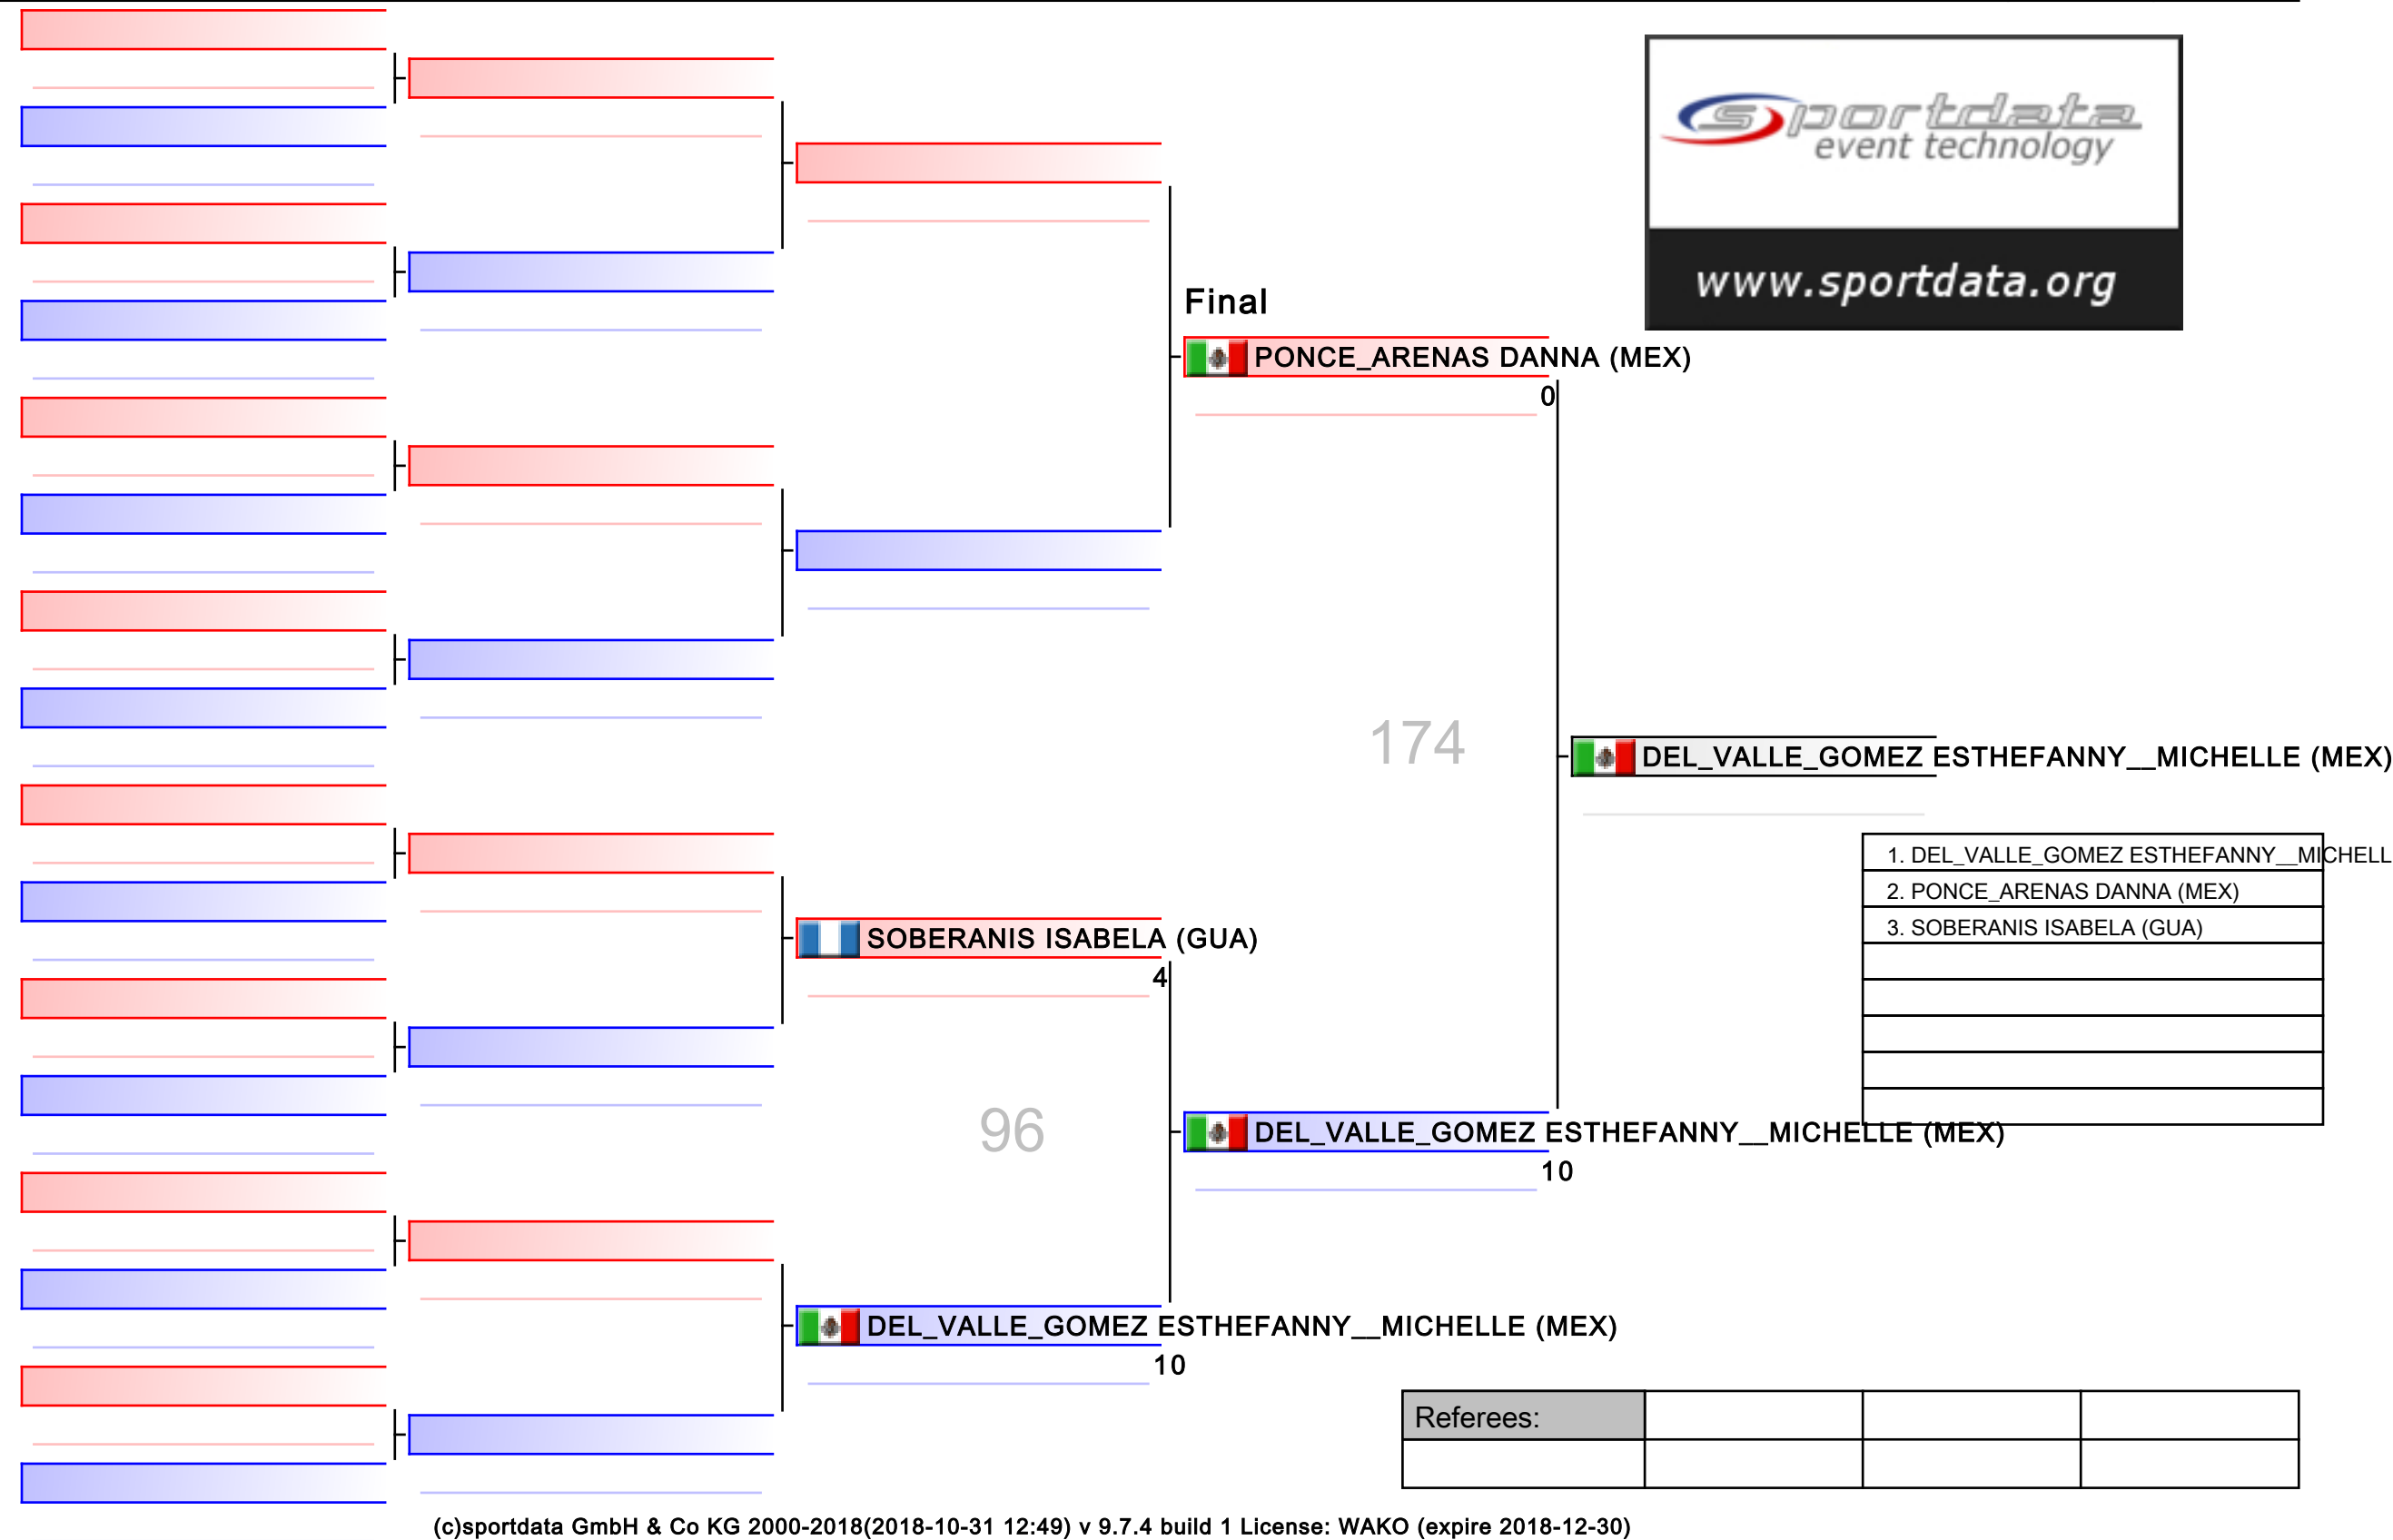 sportdata
event technology
www.sportdata.org
Final
PONCE_ARENAS DANNA (MEX)
0
174
DEL_VALLE_GOMEZ ESTHEFANNY__MICHELLE (MEX)
1. DEL_VALLE_GOMEZ ESTHEFANNY__MICHELL
2. PONCE_ARENAS DANNA (MEX)
3. SOBERANIS ISABELA (GUA)
SOBERANIS ISABELA (GUA)
4
96
DEL_VALLE_GOMEZ ESTHEFANNY__MICHELLE (MEX)
10
DEL_VALLE_GOMEZ ESTHEFANNY__MICHELLE (MEX)
10
Referees:
(c)sportdata GmbH & Co KG 2000-2018(2018-10-31 12:49) v 9.7.4 build 1 License: WAKO (expire 2018-12-30)